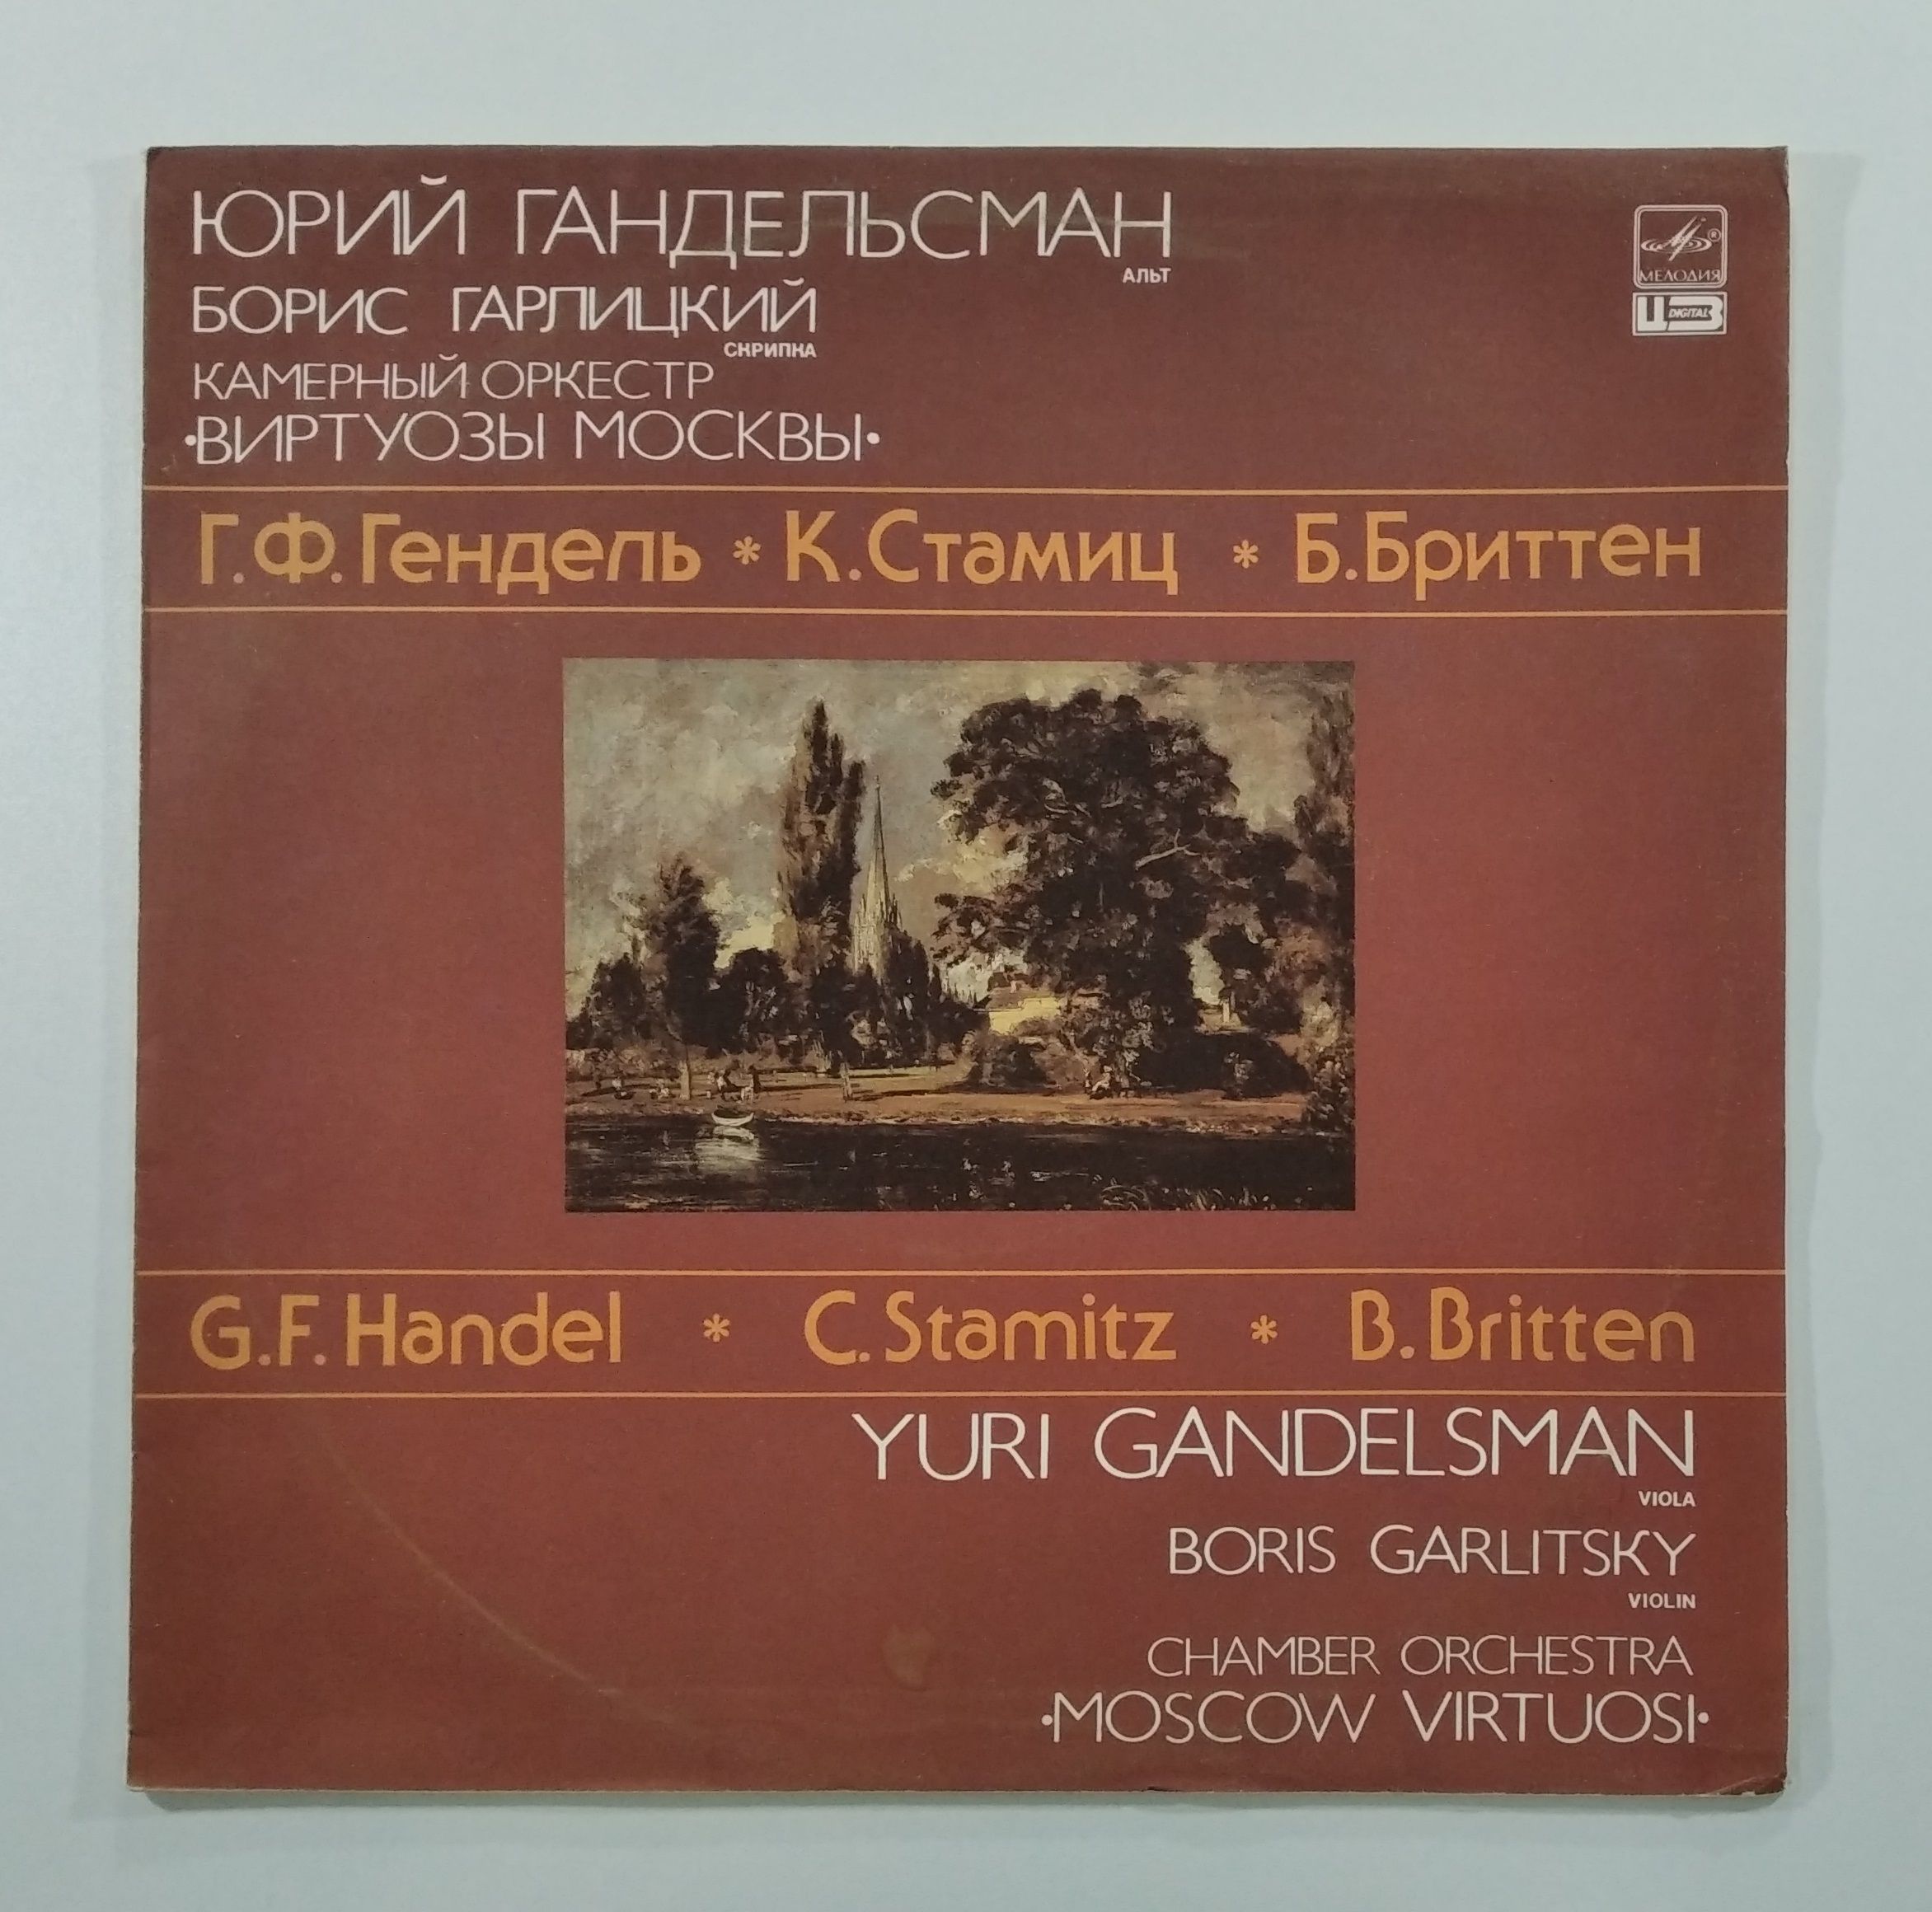 ЮРИЙ ГАНДЕЛЬСМАН
АЛЬТ
БОРИС ГАРЛИЦКИЙ
СКРИПКА
КАМЕРНЫЙ ОРКЕСТР
•ВИРТУОЗЫ МОСКВЫ•
МЕЛОДИЯ ®
ЦЗ DIGITAL
Г.Ф.Гендель * К.Стамиц * Б.Бриттен
G.F.Handel * C.Stamitz * B.Britten
YURI GANDELSMAN
VIOLA
BORIS GARLITSKY
VIOLIN
CHAMBER ORCHESTRA
•MOSCOW VIRTUOSI•